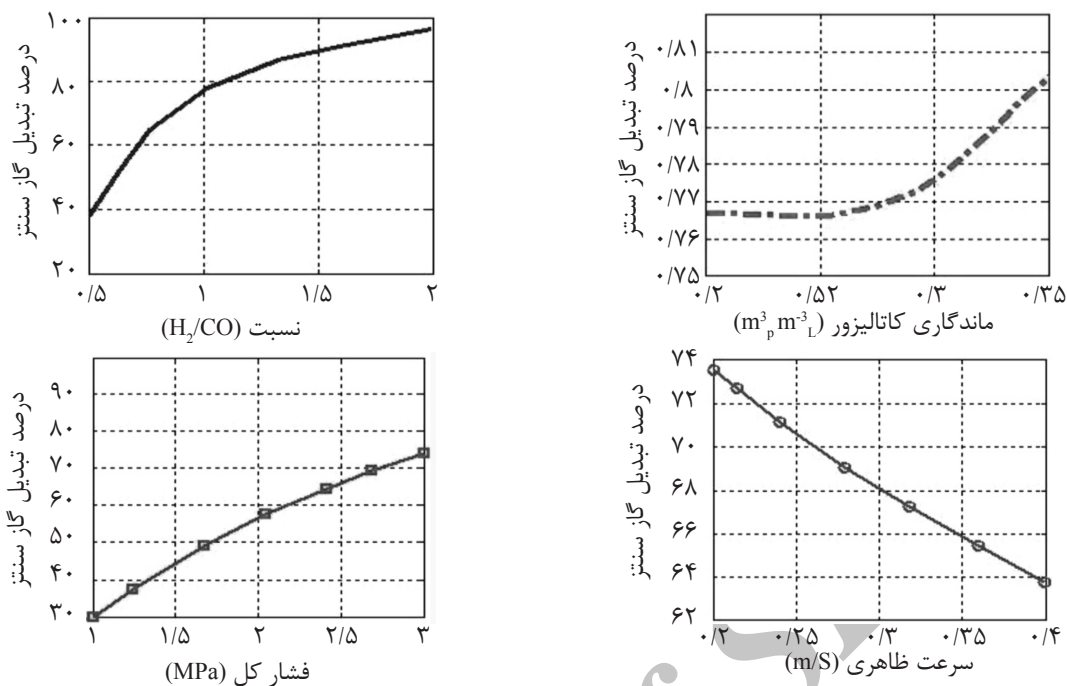 درصد تبدیل گاز سنتز
۱۰۰
۸۰
۶۰
۴۰
۲۰
۰/۵ ۱ ۱/۵ ۲
نسبت (H₂/CO)
درصد تبدیل گاز سنتز
۰/۸۱
۰/۸
۰/۷۹
۰/۷۸
۰/۷۷
۰/۷۶
۰/۷۵
۰/۲ ۰/۵۲ ۰/۳ ۰/۳۵
ماندگاری کاتالیزور (m³ₚ m⁻³L)
درصد تبدیل گاز سنتز
۹۰
۸۰
۷۰
۶۰
۵۰
۴۰
۳۰
۱ ۱/۵ ۲ ۲/۵ ۳
فشار کل (MPa)
درصد تبدیل گاز سنتز
۷۴
۷۲
۷۰
۶۸
۶۶
۶۴
۶۲
۰/۲ ۰/۲۵ ۰/۳ ۰/۳۵ ۰/۴
سرعت ظاهری (m/S)